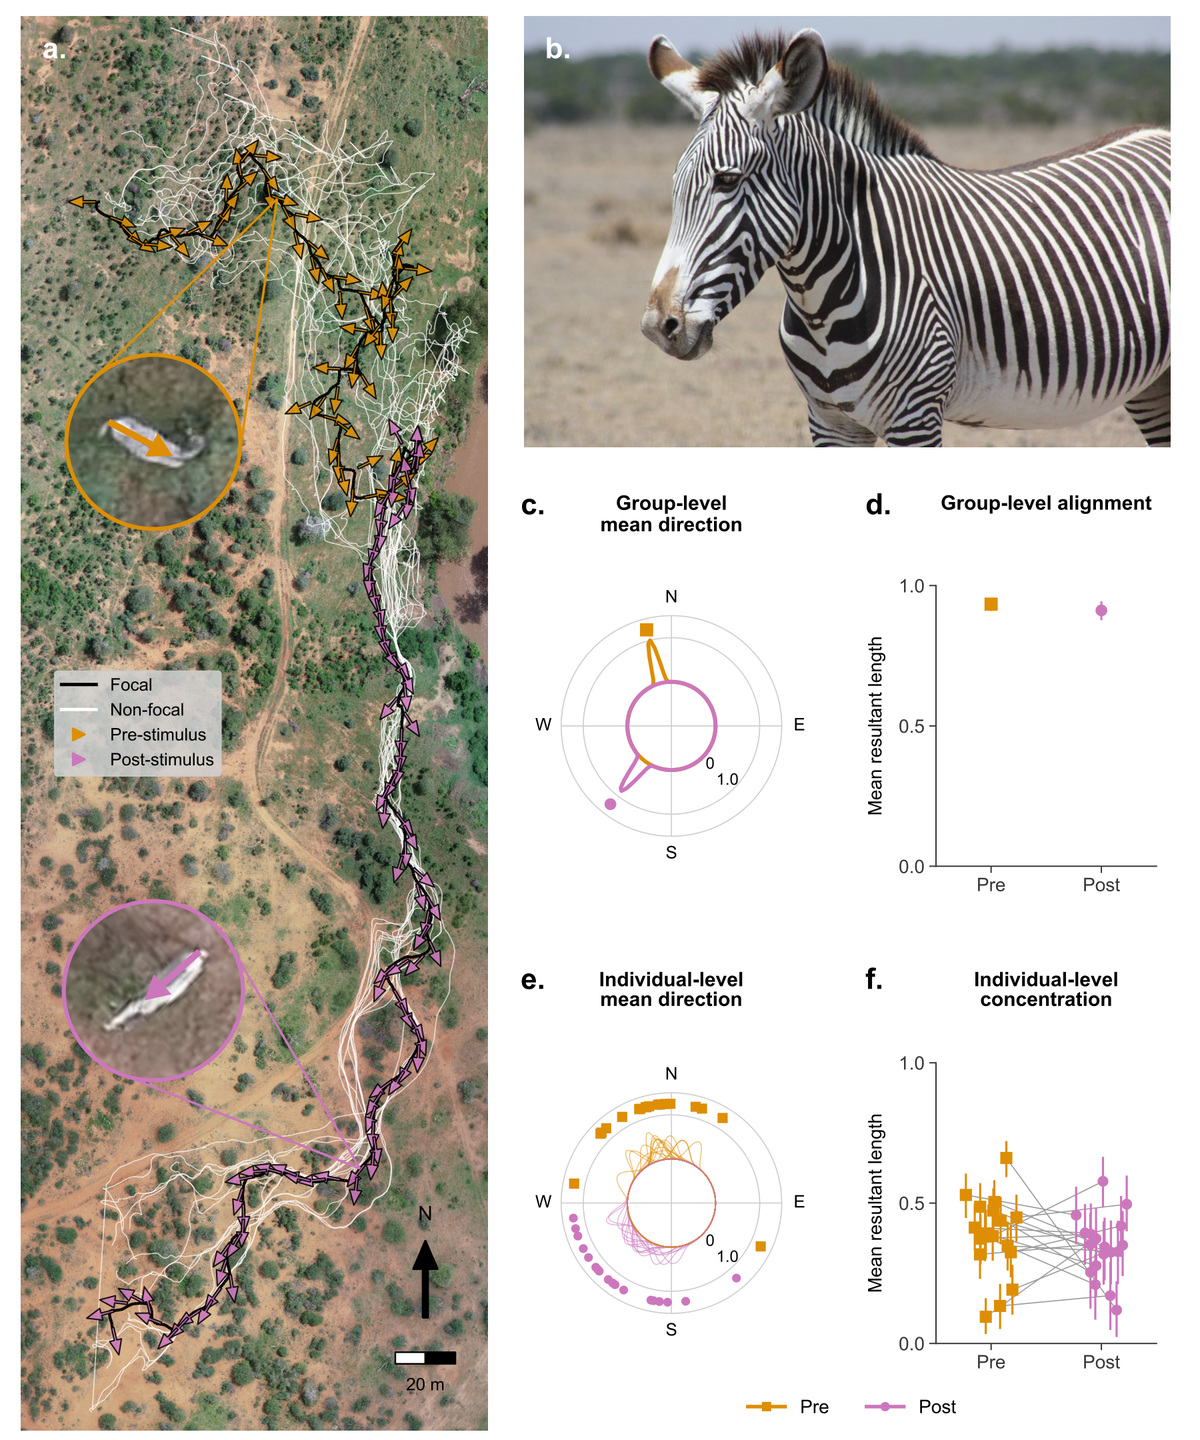 a.
Focal
Non-focal
Pre-stimulus
Post-stimulus
N
20 m
b.
c.
Group-level
mean direction
N
W
E
S
0
1.0
d.
Group-level alignment
Mean resultant length
1.0
0.5
0.0
Pre
Post
e.
Individual-level
mean direction
N
W
E
S
0
1.0
f.
Individual-level
concentration
Mean resultant length
1.0
0.5
0.0
Pre
Post
Pre
Post